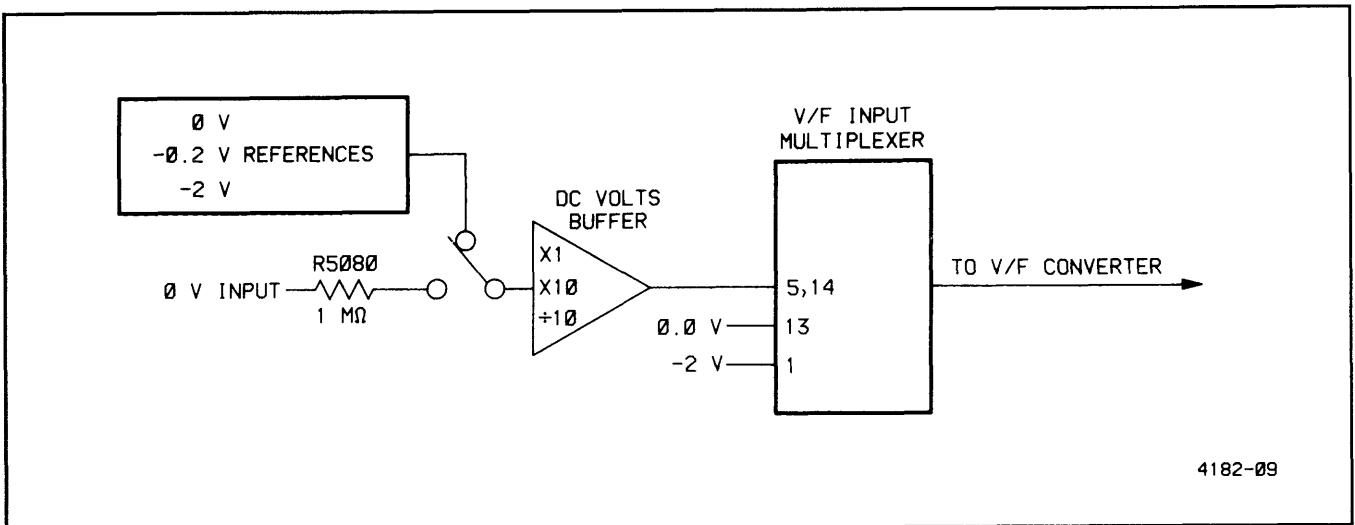 0 V
-0.2 V REFERENCES
-2 V
V/F INPUT
MULTIPLEXER
DC VOLTS
BUFFER
X1
X10
÷10
R5080
0 V INPUT
1 MΩ
5,14
0.0 V
13
-2 V
1
TO V/F CONVERTER
4182-09